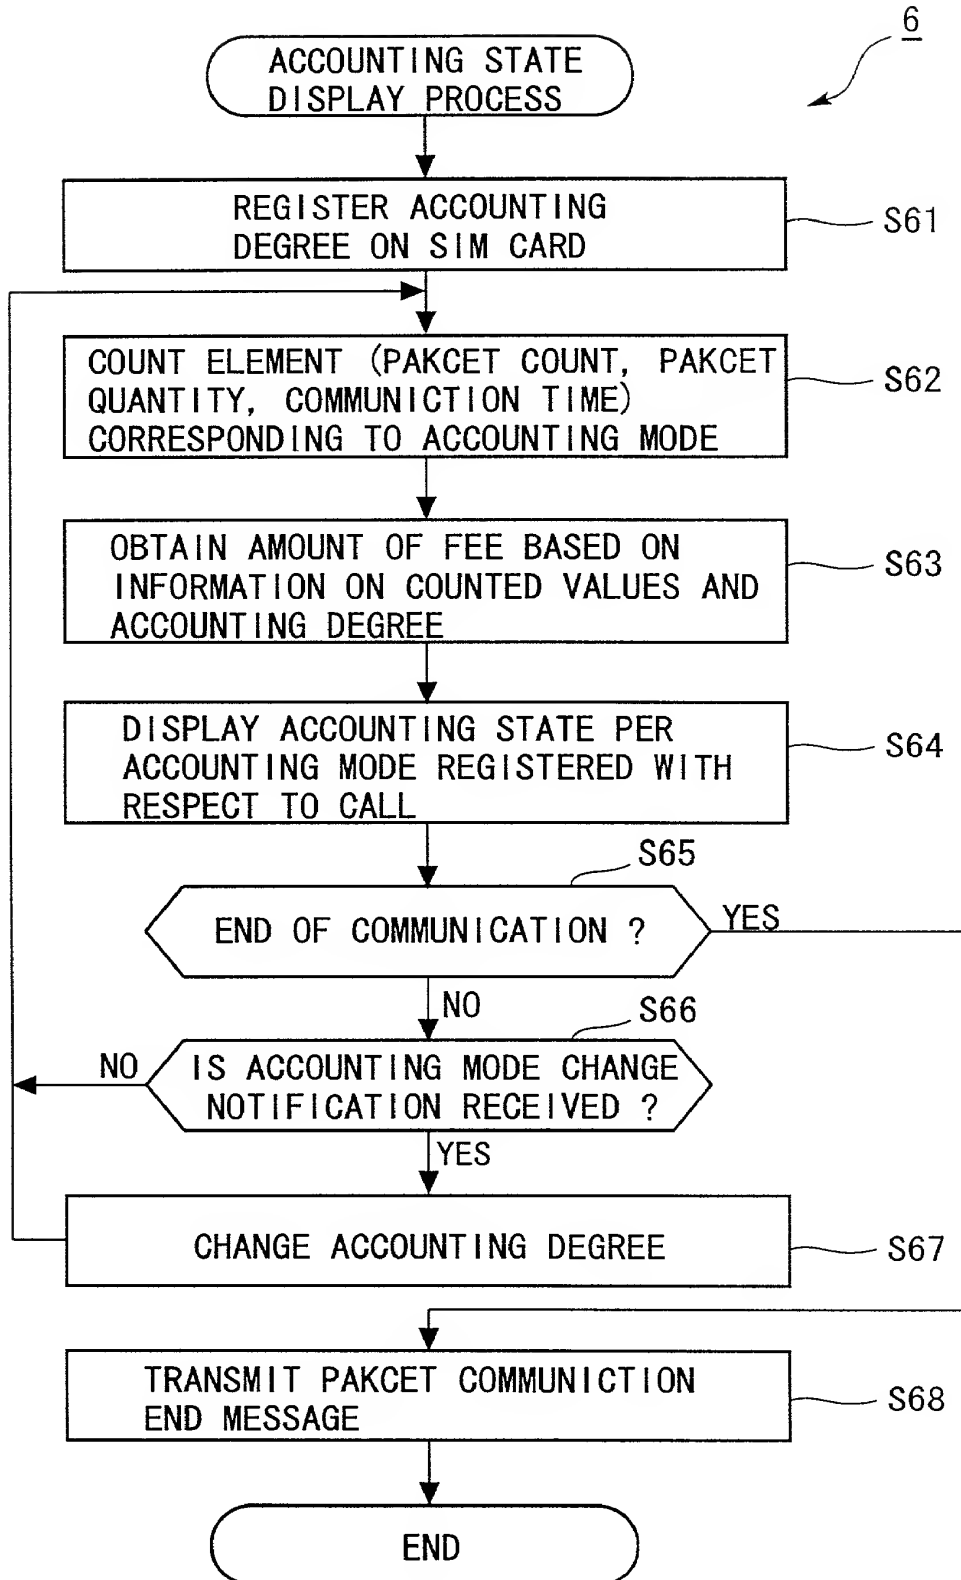 6
ACCOUNTING STATE
DISPLAY PROCESS
REGISTER ACCOUNTING
DEGREE ON SIM CARD
S61
COUNT ELEMENT (PAKCET COUNT, PAKCET
QUANTITY, COMMUNICTION TIME)
CORRESPONDING TO ACCOUNTING MODE
S62
OBTAIN AMOUNT OF FEE BASED ON
INFORMATION ON COUNTED VALUES AND
ACCOUNTING DEGREE
S63
DISPLAY ACCOUNTING STATE PER
ACCOUNTING MODE REGISTERED WITH
RESPECT TO CALL
S64
S65
END OF COMMUNICATION ?
YES
NO
S66
NO
IS ACCOUNTING MODE CHANGE
NOTIFICATION RECEIVED ?
YES
CHANGE ACCOUNTING DEGREE
S67
TRANSMIT PAKCET COMMUNICTION
END MESSAGE
S68
END